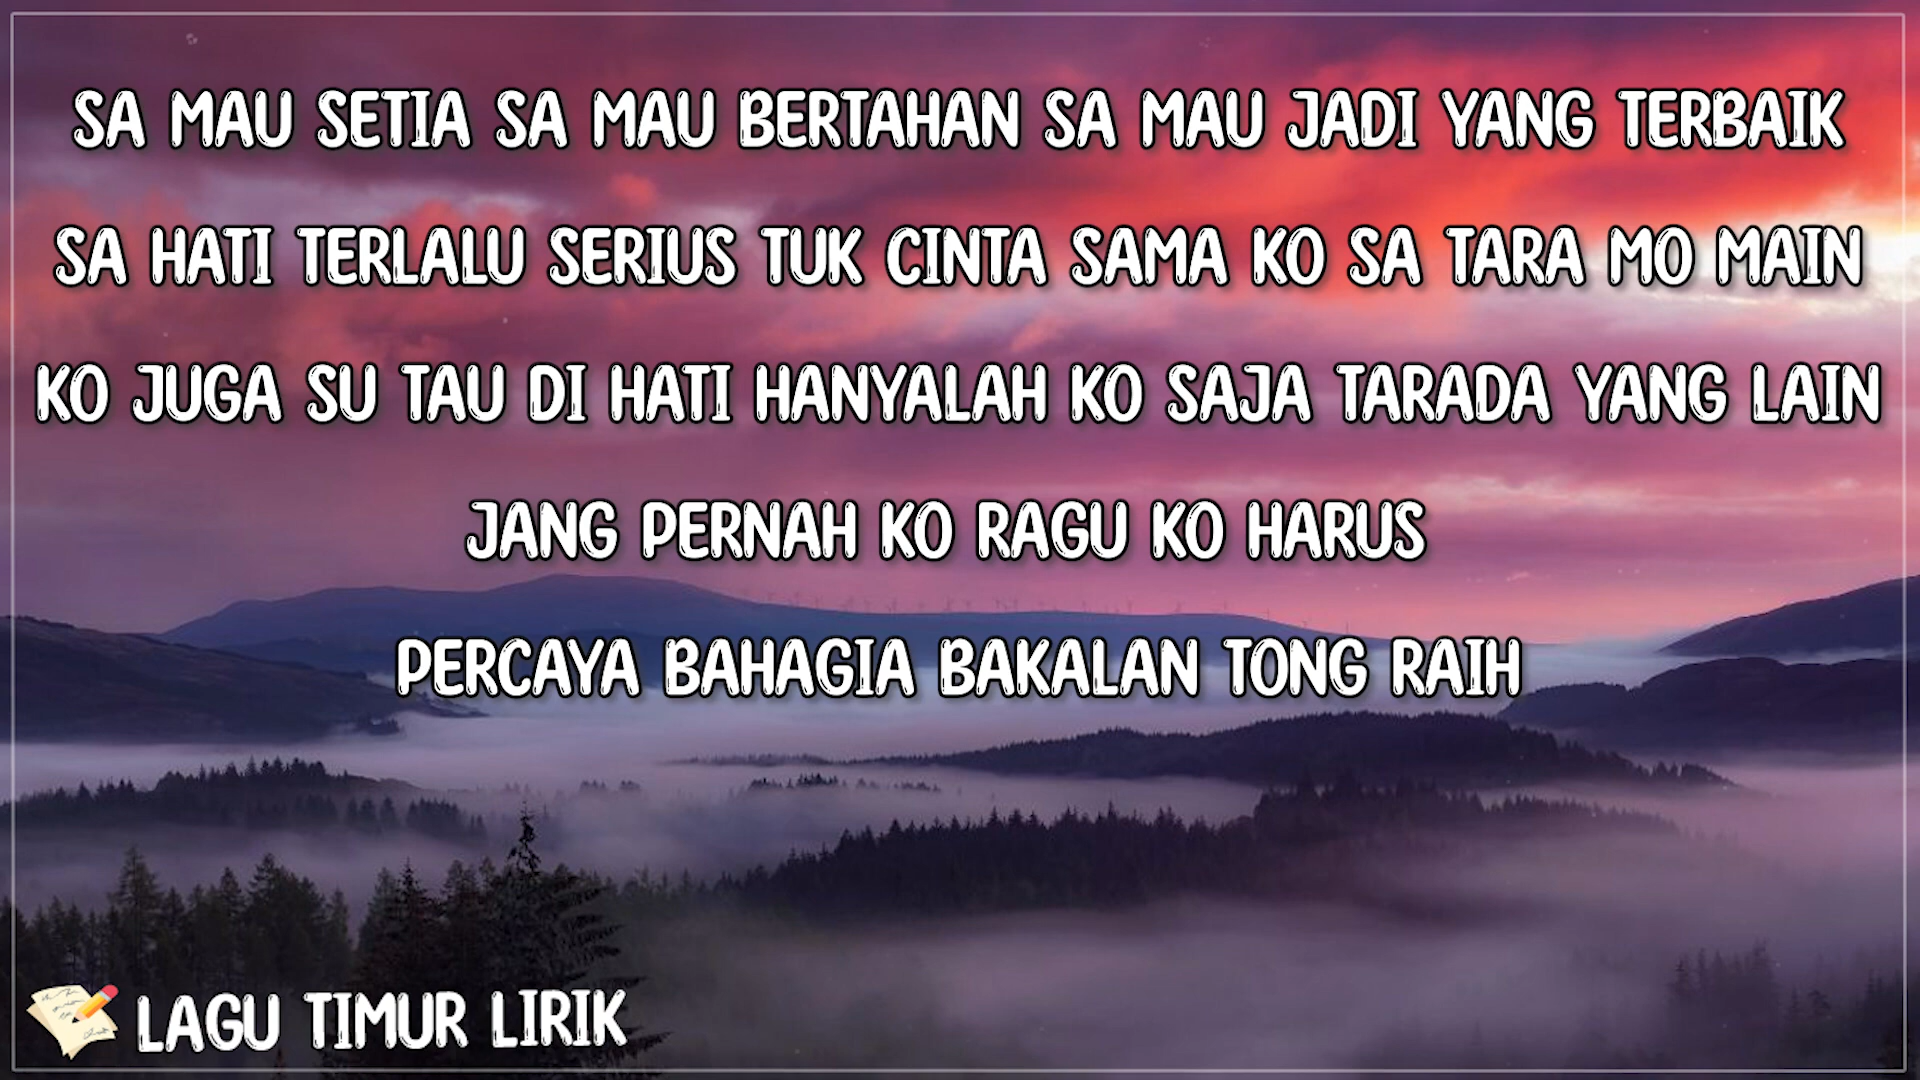 SA MAU SETIA SA MAU BERTAHAN SA MAU JADI YANG TERBAIK
SA HATI TERLALU SERIUS TUK CINTA SAMA KO SA TARA MO MAIN
KO JUGA SU TAU DI HATI HANYALAH KO SAJA TARADA YANG LAIN
JANG PERNAH KO RAGU KO HARUS
PERCAYA BAHAGIA BAKALAN TONG RAIH
LAGU TIMUR LIRIK